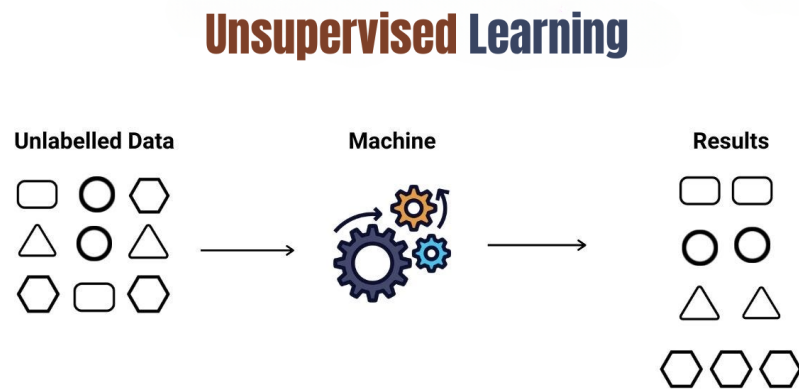 Unsupervised Learning
Unlabelled Data
Machine
Results